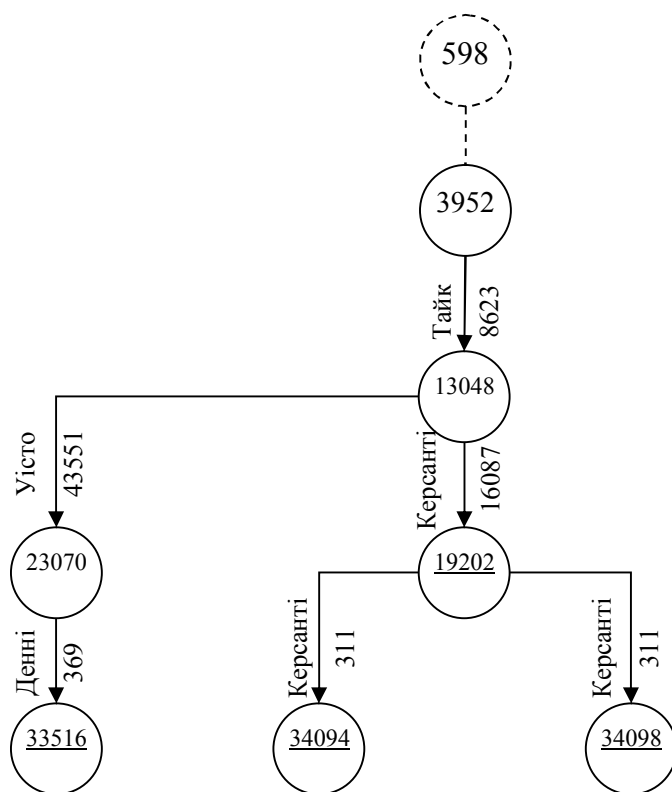 598
3952
Тайк
8623
13048
Уісто
43551
Керсанті
16087
23070
19202
Денні
369
Керсанті
311
Керсанті
311
33516
34094
34098